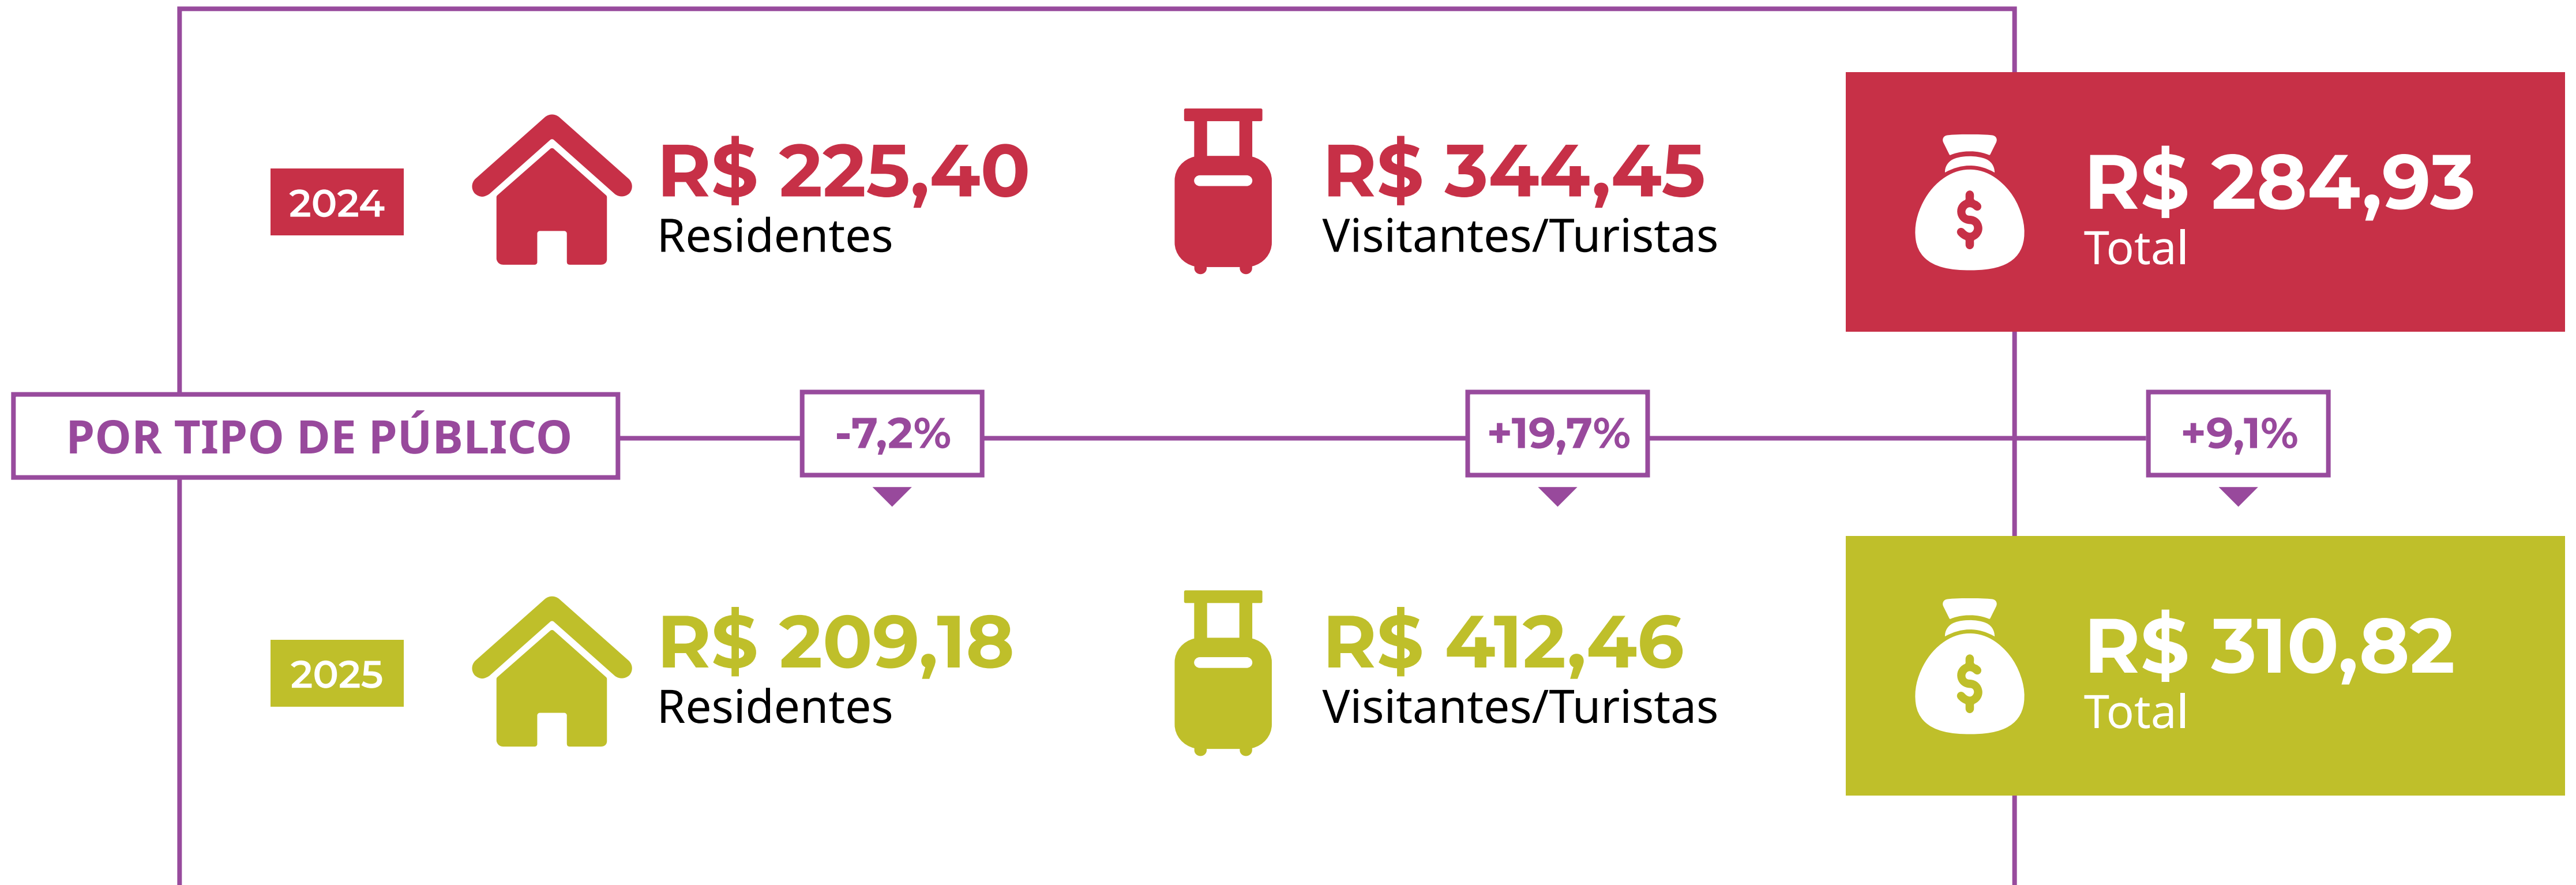 2024
R$ 225,40
Residentes
R$ 344,45
Visitantes/Turistas
R$ 284,93
Total
POR TIPO DE PÚBLICO
-7,2%
+19,7%
+9,1%
2025
R$ 209,18
Residentes
R$ 412,46
Visitantes/Turistas
R$ 310,82
Total